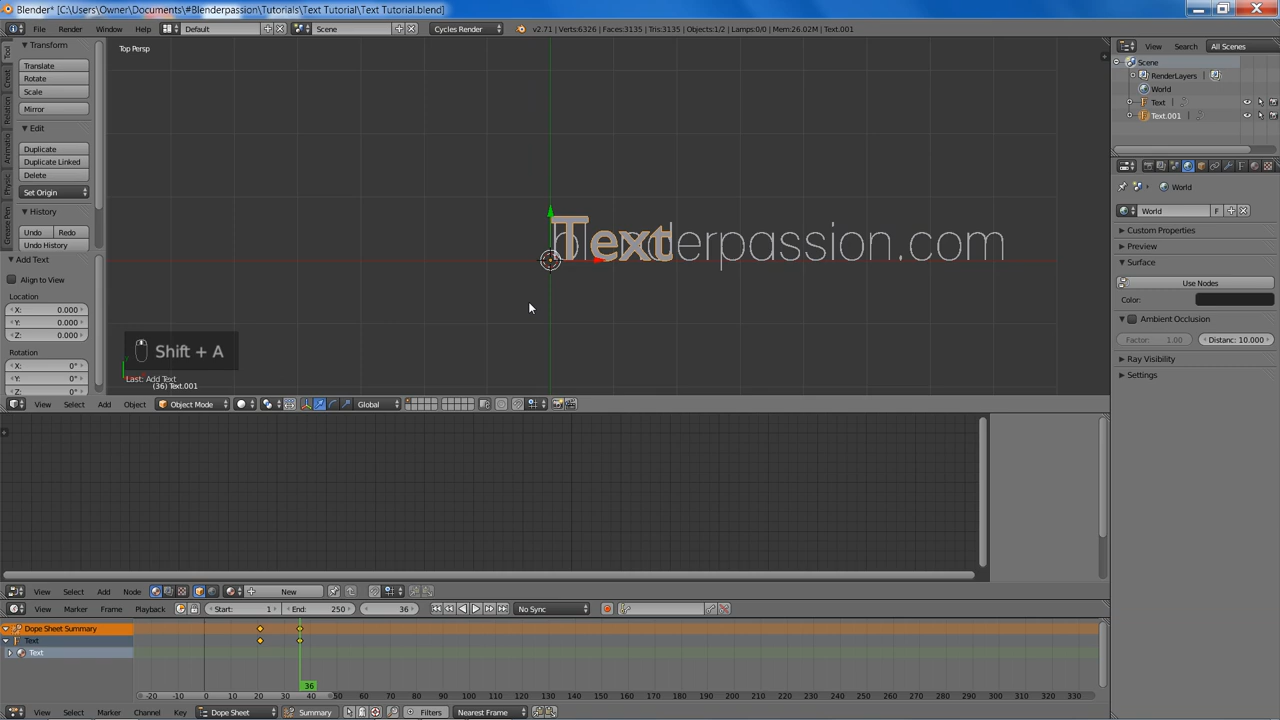 Blender* [C:\Users\Owner\Documents\#Blenderpassion\Tutorials\Text Tutorial\Text Tutorial.blend]
File Render Window Help Default Scene Cycles Render v2.71 | Verts:6326 | Faces:3135 | Tris:3135 | Objects:1/2 | Lamps:0/0 | Mem:26.02M | Text.001
View Search All Scenes
Transform
Translate
Rotate
Scale
Mirror
Edit
Duplicate
Duplicate Linked
Delete
Set Origin
History
Undo Redo
Undo History
Add Text
Align to View
Location
X: 0.000
Y: 0.000
Z: 0.000
Rotation
X: 0°
Y: 0°
Z: 0°
Tool
Creat
Relation
Animatio
Physic
Grease Pen
Top Persp
Text
blenderpassion.com
Shift + A
Last: Add Text
(36) Text.001
View Select Add Object Object Mode Global
Scene
RenderLayers
World
Text
Text.001
World
World F
Custom Properties
Preview
Surface
Use Nodes
Color:
Ambient Occlusion
Factor: 1.00 Distanc: 10.000
Ray Visibility
Settings
View Select Add Node New
View Marker Frame Playback Start: 1 End: 250 36 No Sync
Dope Sheet Summary
Text
Text
36
-20 -10 0 10 20 30 40 50 60 70 80 90 100 110 120 130 140 150 160 170 180 190 200 210 220 230 240 250 260 270 280 290 300 310 320 330
View Select Marker Channel Key Dope Sheet Summary Filters Nearest Frame